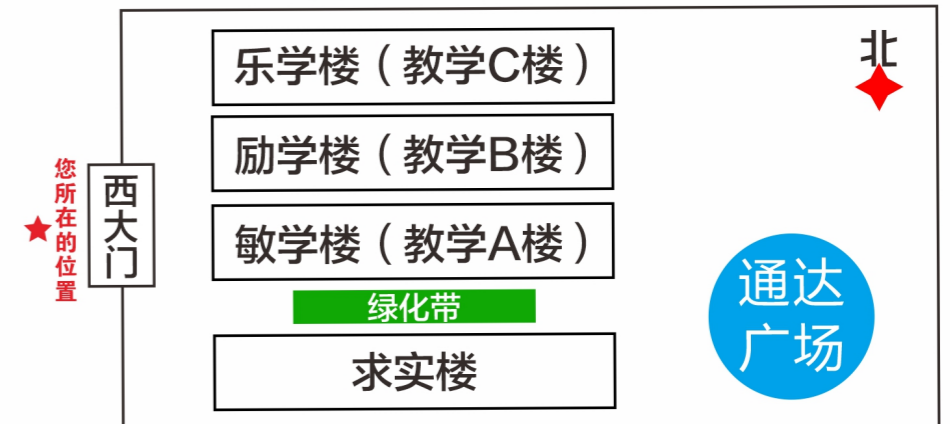 乐学楼（教学C楼）
北
励学楼（教学B楼）
您所在的位置
西大门
敏学楼（教学A楼）
通达
广场
绿化带
求实楼